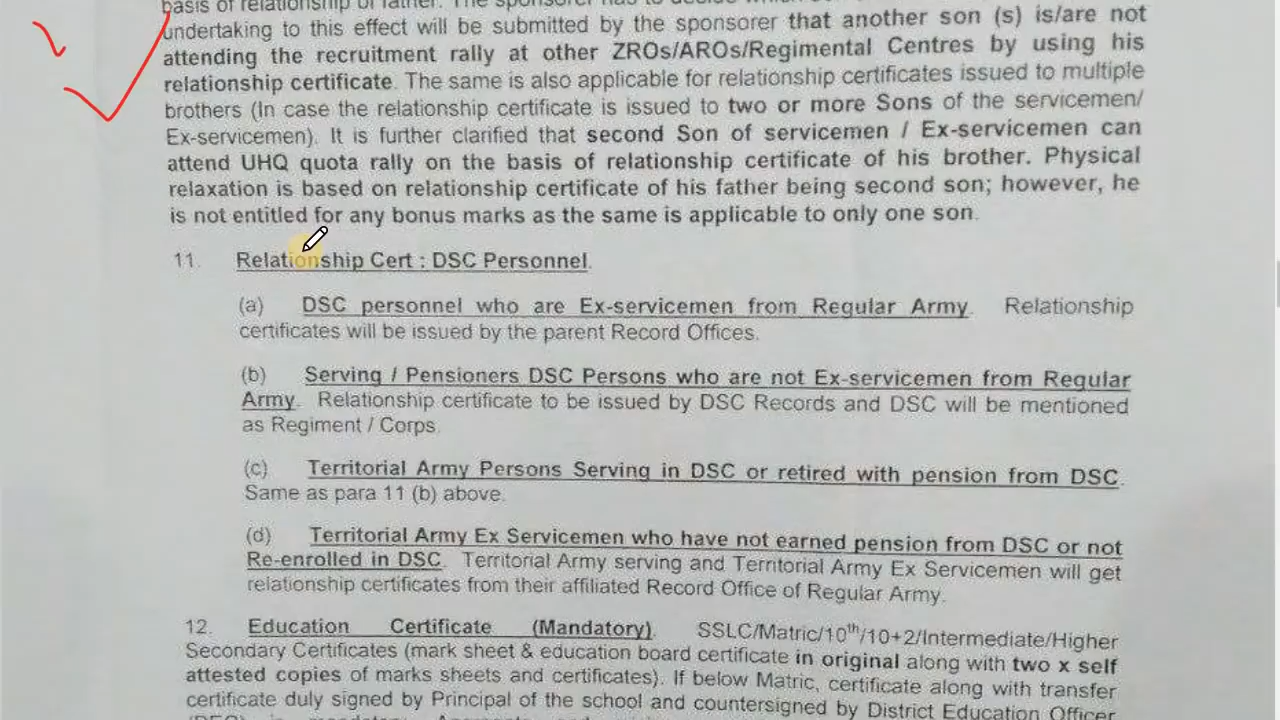 undertaking to this effect will be submitted by the sponsorer that another son (s) is/are not
attending the recruitment rally at other ZROs/AROs/Regimental Centres by using his
relationship certificate. The same is also applicable for relationship certificates issued to multiple
brothers (In case the relationship certificate is issued to two or more Sons of the servicemen/
Ex-servicemen). It is further clarified that second Son of servicemen / Ex-servicemen can
attend UHQ quota rally on the basis of relationship certificate of his brother. Physical
relaxation is based on relationship certificate of his father being second son; however, he
is not entitled for any bonus marks as the same is applicable to only one son.
11. Relationship Cert : DSC Personnel.
(a) DSC personnel who are Ex-servicemen from Regular Army. Relationship
certificates will be issued by the parent Record Offices.
(b) Serving / Pensioners DSC Persons who are not Ex-servicemen from Regular
Army. Relationship certificate to be issued by DSC Records and DSC will be mentioned
as Regiment / Corps.
(c) Territorial Army Persons Serving in DSC or retired with pension from DSC.
Same as para 11 (b) above.
(d) Territorial Army Ex Servicemen who have not earned pension from DSC or not
Re-enrolled in DSC. Territorial Army serving and Territorial Army Ex Servicemen will get
relationship certificates from their affiliated Record Office of Regular Army.
12. Education Certificate (Mandatory). SSLC/Matric/10th/10+2/Intermediate/Higher
Secondary Certificates (mark sheet & education board certificate in original along with two x self
attested copies of marks sheets and certificates). If below Matric, certificate along with transfer
certificate duly signed by Principal of the school and countersigned by District Education Officer